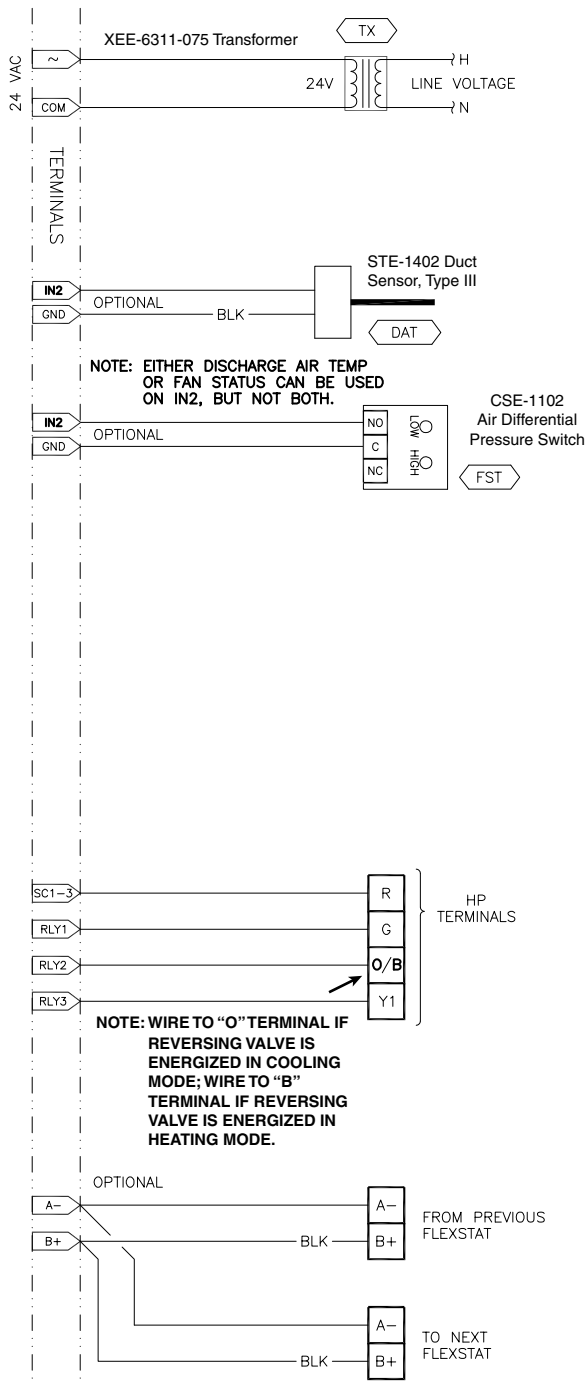 XEE-6311-075 Transformer
TX
24 VAC
~
COM
24V
H
LINE VOLTAGE
N
TERMINALS
STE-1402 Duct
Sensor, Type III
IN2
OPTIONAL
GND
BLK
DAT
NOTE: EITHER DISCHARGE AIR TEMP
OR FAN STATUS CAN BE USED
ON IN2, BUT NOT BOTH.
CSE-1102
Air Differential
Pressure Switch
IN2
OPTIONAL
GND
NO
C
NC
LOW
HIGH
FST
SC1-3
R
RLY1
G
RLY2
O/B
RLY3
Y1
HP
TERMINALS
NOTE: WIRE TO “O” TERMINAL IF
REVERSING VALVE IS
ENERGIZED IN COOLING
MODE; WIRE TO “B”
TERMINAL IF REVERSING
VALVE IS ENERGIZED IN
HEATING MODE.
OPTIONAL
A-
A-
B+
BLK
B+
FROM PREVIOUS
FLEXSTAT
A-
BLK
B+
TO NEXT
FLEXSTAT